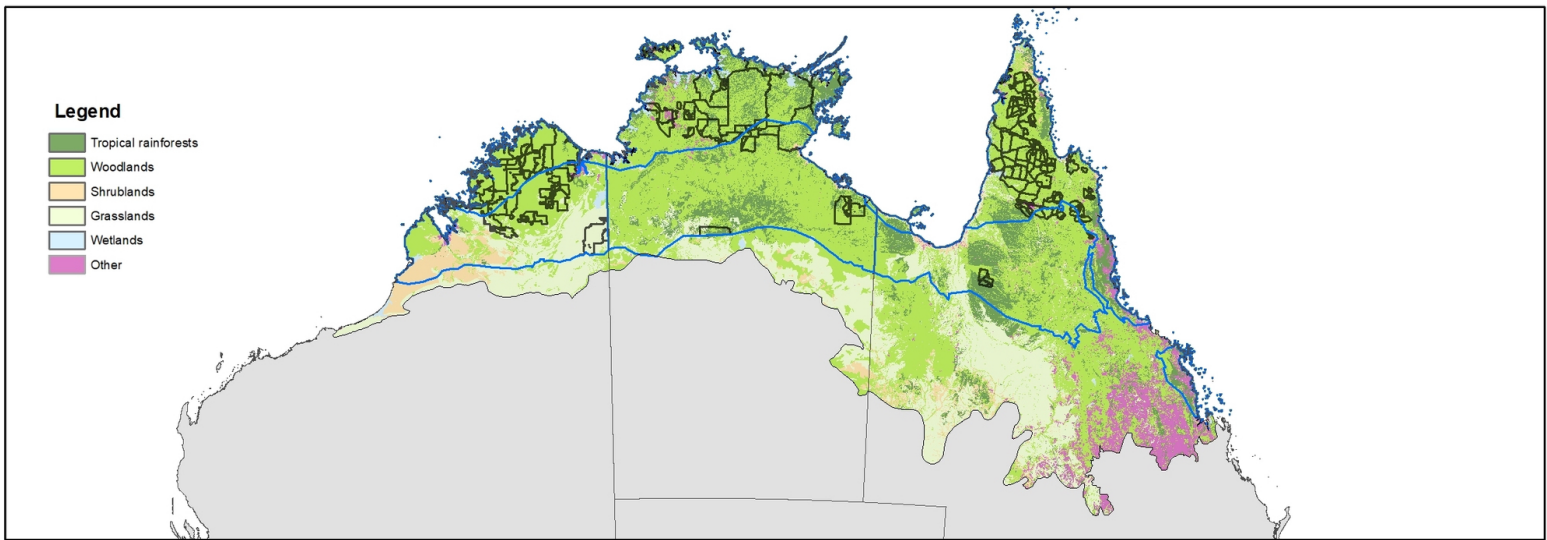 Legend
Tropical rainforests
Woodlands
Shrublands
Grasslands
Wetlands
Other